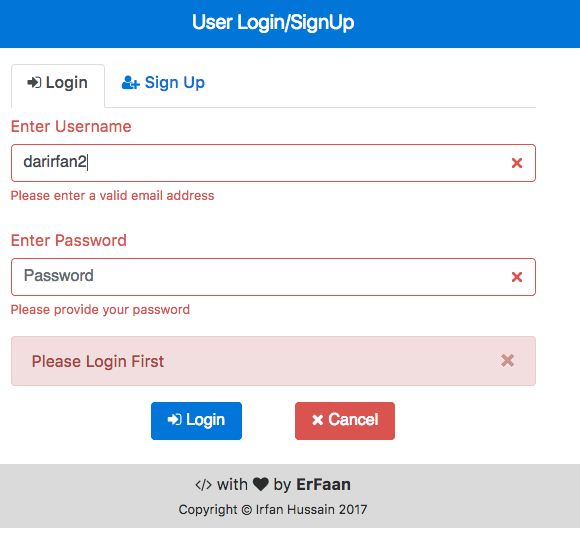 User Login/SignUp
Login Sign Up
Enter Username
darirfan2
Please enter a valid email address
Enter Password
Password
Please provide your password
Please Login First
Login Cancel
</> with ♥ by ErFaan
Copyright © Irfan Hussain 2017